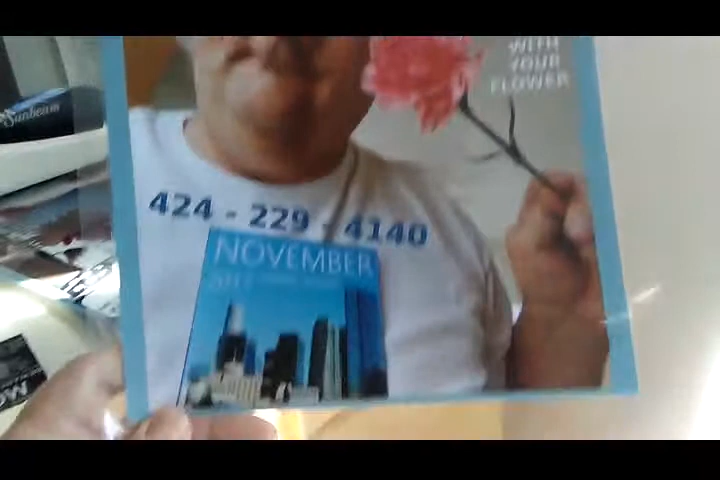 WITH
YOUR
FLOWER
Sunbeam
424 - 229 - 4140
NOVEMBER